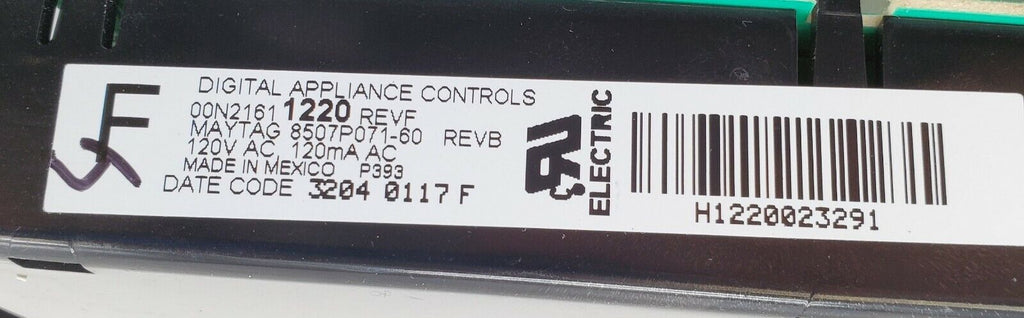 F
DIGITAL APPLIANCE CONTROLS
00N2161 1220 REVF
MAYTAG 8507P071-60 REVB
120V AC 120mA AC
MADE IN MEXICO P393
DATE CODE 3204 0117 F
ELECTRIC
H1220023291